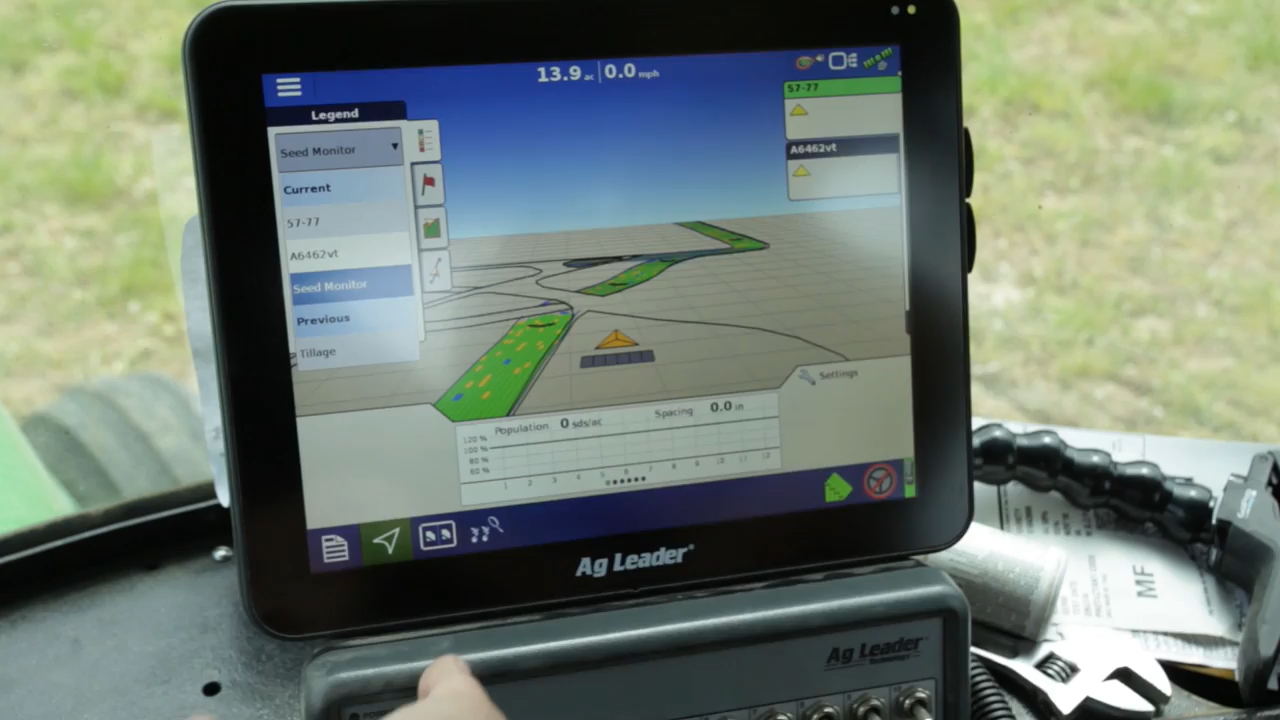 13.9 ac 0.0 mph
Legend
Seed Monitor
Current
57-77
A6462vt
Seed Monitor
Previous
Tillage
57-77
A6462vt
Settings
Population 0 sds/ac Spacing 0.0 in
120 %
100 %
80 %
60 %
1 2 3 4 5 6 7 8 9 10 11 12
Ag Leader®
Ag Leader®
Technology
MF